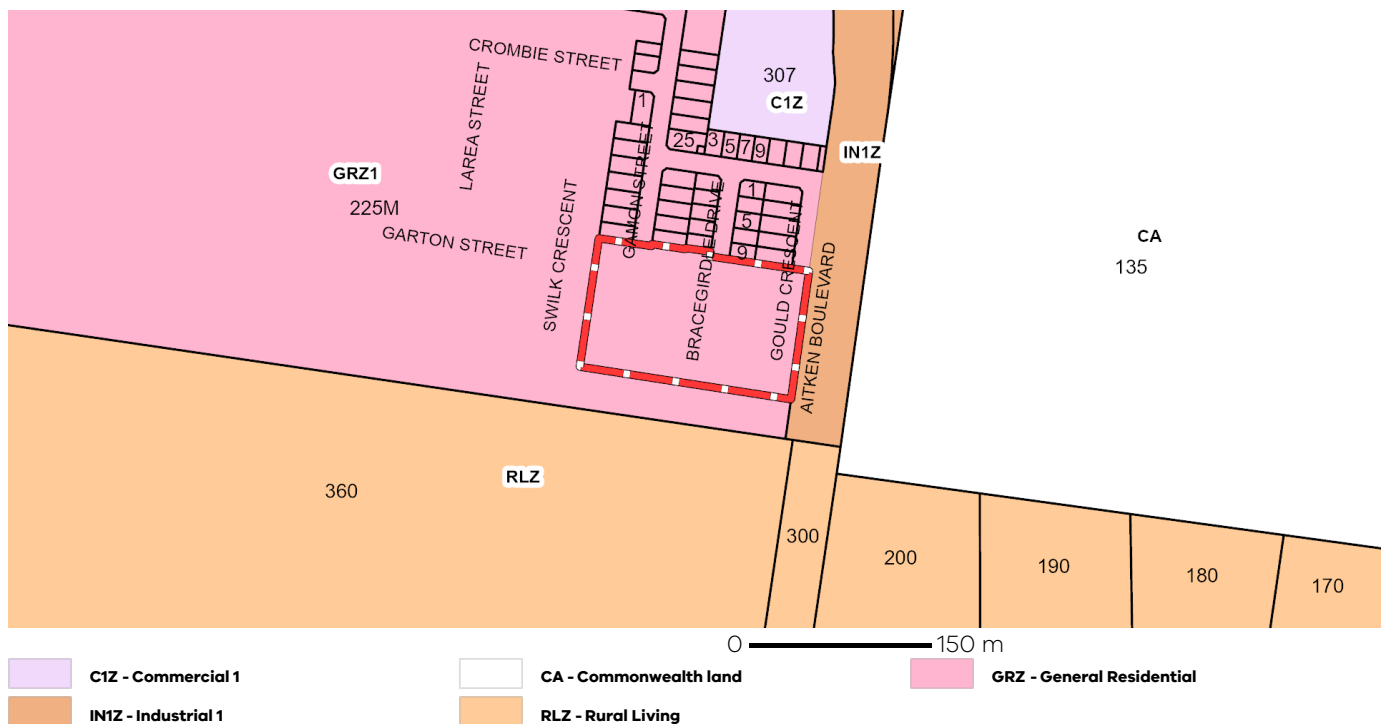 CROMBIE STREET
307
C1Z
LAREA STREET
1
25
3
5
7
9
IN1Z
GRZ1
225M
GAMON STREET
SWILK CRESCENT
BRACEGIRDLE DRIVE
1
5
9
GOULD CRESCENT
GARTON STREET
AITKEN BOULEVARD
CA
135
RLZ
360
300
200
190
180
170
0 150 m
C1Z - Commercial 1
CA - Commonwealth land
GRZ - General Residential
IN1Z - Industrial 1
RLZ - Rural Living